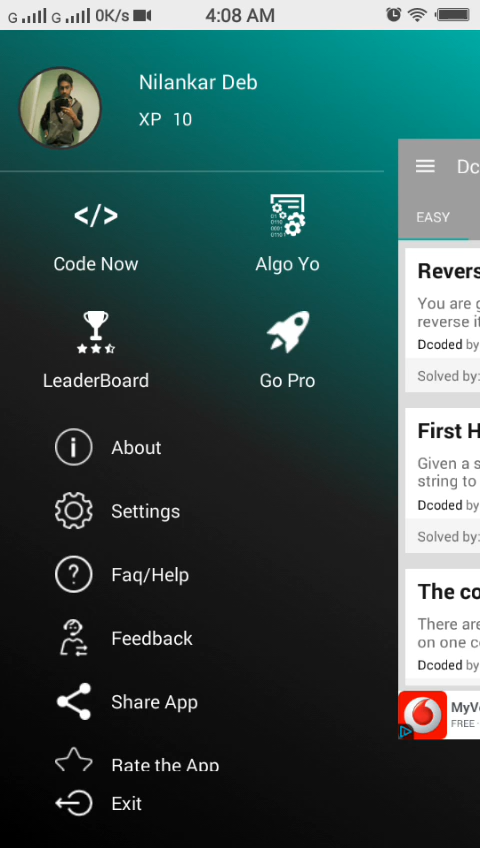 G G 0K/s 4:08 AM
Nilankar Deb
XP 10
Code Now
Algo Yo
LeaderBoard
Go Pro
About
Settings
Faq/Help
Feedback
Share App
Rate the App
Exit
Dc
EASY
Revers
You are g
reverse it
Dcoded by
Solved by:
First H
Given a s
string to
Dcoded by
Solved by:
The co
There are
on one c
Dcoded by
MyV
FREE